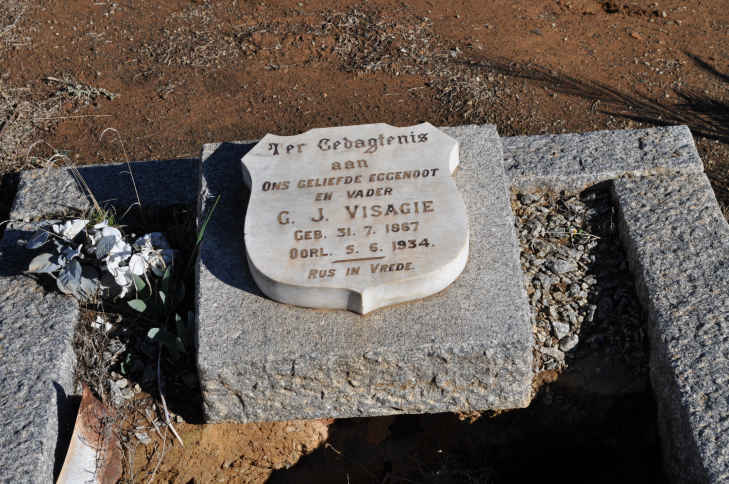 Ter Gedagtenis
aan
Ons geliefde eggenoot
en vader
G. J. Visagie
Geb. 31. 7. 1867
Oorl. 5. 6. 1934.
Rus in Vrede.